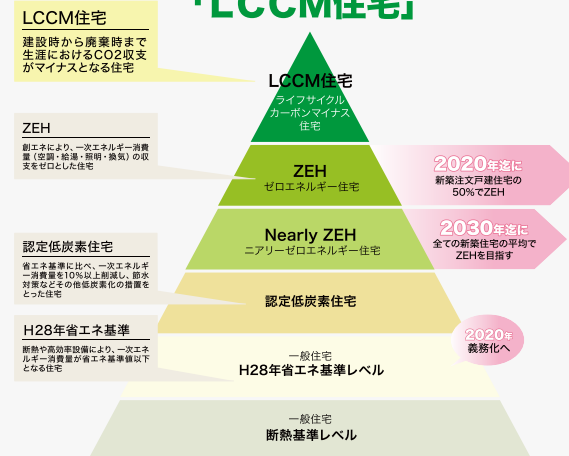 「LCCM住宅」
LCCM住宅
建設時から廃棄時まで
生涯におけるCO2収支
がマイナスとなる住宅
LCCM住宅
ライフサイクル
カーボンマイナス
住宅
ZEH
創エネにより、一次エネルギー消費
量（空調・給湯・照明・換気）の収
支をゼロとした住宅
ZEH
ゼロエネルギー住宅
2020年迄に
新築注文戸建住宅の
50%でZEH
Nearly ZEH
ニアリーゼロエネルギー住宅
2030年迄に
全ての新築住宅の平均で
ZEHを目指す
認定低炭素住宅
省エネ基準に比べ、一次エネルギ
ー消費量を10%以上削減し、節水
対策などその他低炭素化の措置を
とった住宅
認定低炭素住宅
H28年省エネ基準
断熱や高効率設備により、一次エネ
ルギー消費量が省エネ基準値以下
となる住宅
一般住宅
H28年省エネ基準レベル
2020年
義務化へ
一般住宅
断熱基準レベル